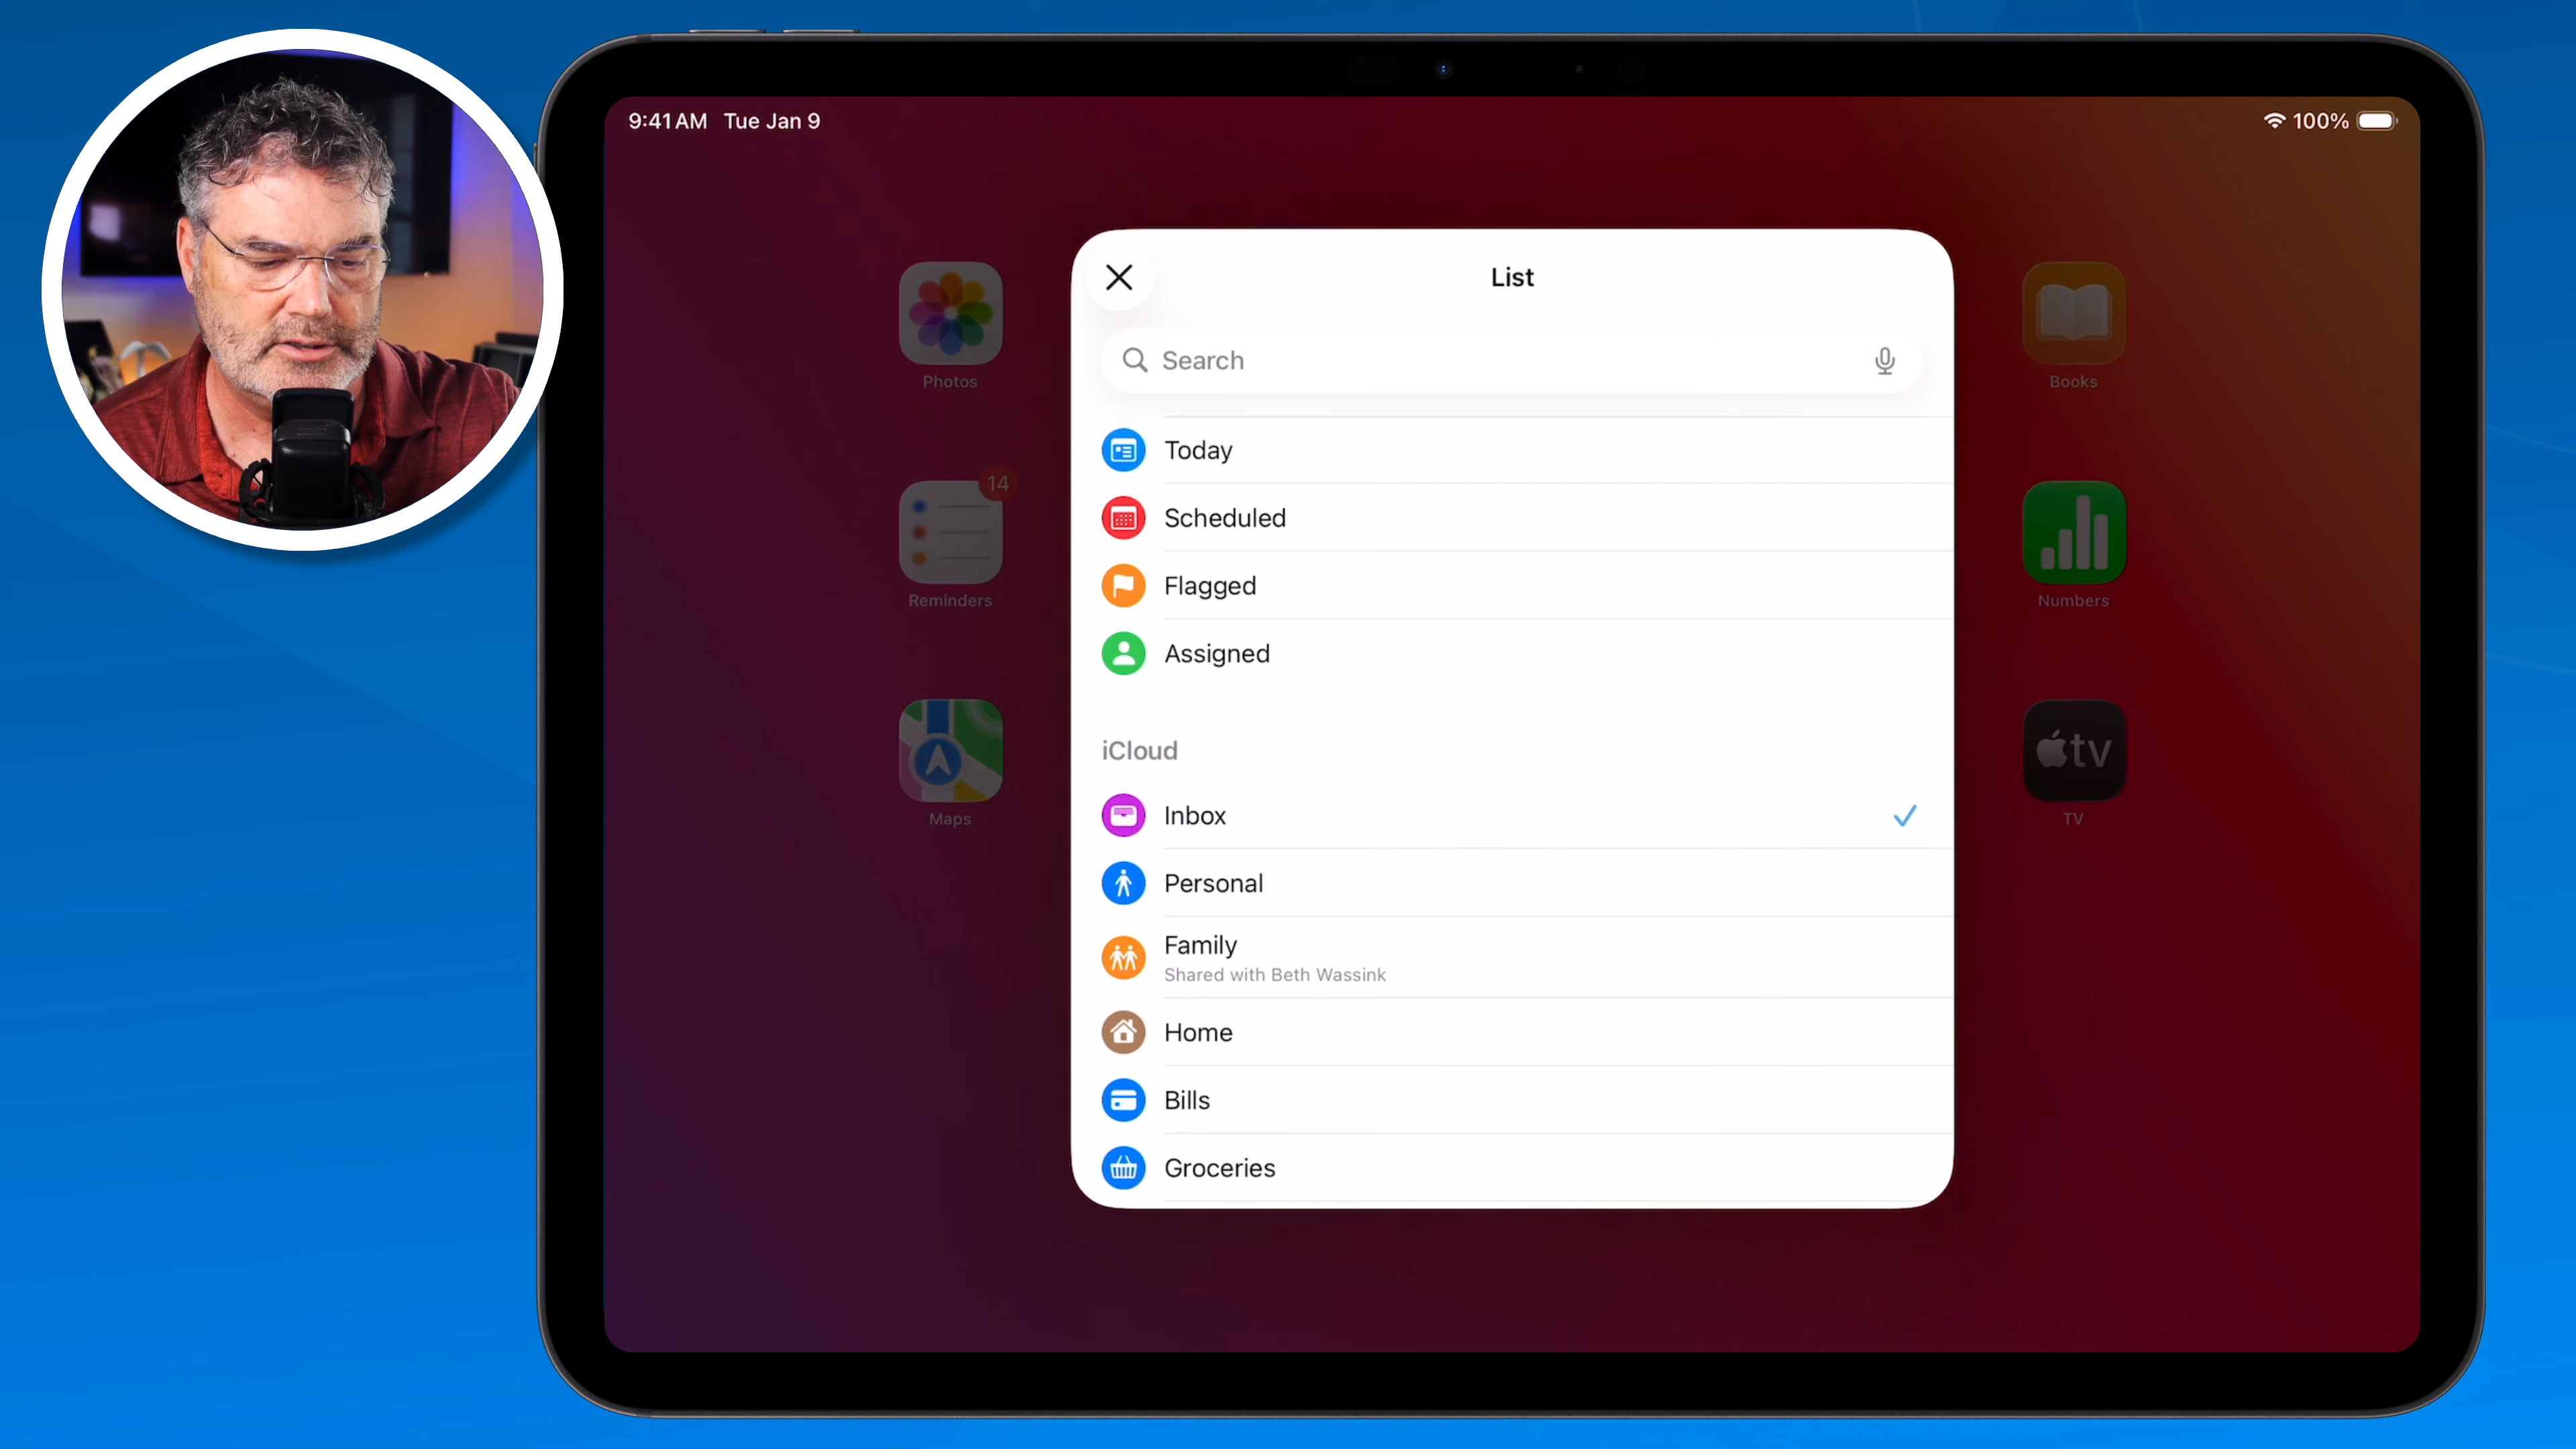 9:41 AM Tue Jan 9
100%
List
Search
Photos
Books
Today
Scheduled
Flagged
Assigned
14
Reminders
Numbers
iCloud
Inbox
Personal
Family
Shared with Beth Wassink
Home
Bills
Groceries
Maps
tv
TV